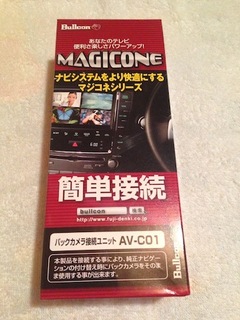 Bullcon
あなたのテレビ
便利さ楽しさパワーアップ!
MAGICONE
ナビシステムをより快適にする
マジコネシリーズ
簡単接続
bullcon 検索
http://www.fuji-denki.co.jp
バックカメラ接続ユニット AV-C01
本製品を接続する事により、純正ナビゲー
ションの付け替え時にバックカメラをそのま
ま使用する事が出来ます。
Bullcon